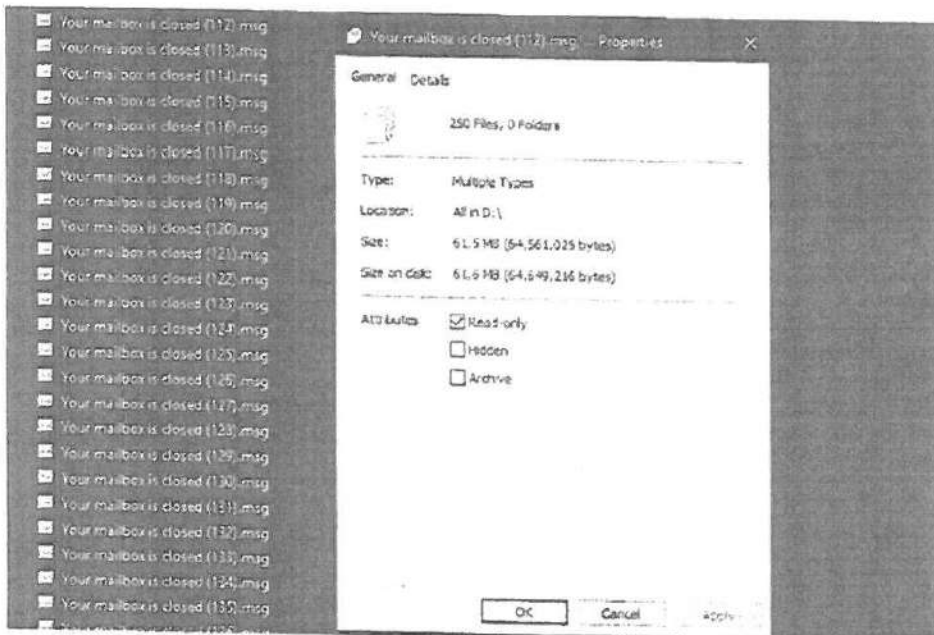 Your mailbox is closed (112).msg
Your mailbox is closed (113).msg
Your mailbox is closed (114).msg
Your mailbox is closed (115).msg
Your mailbox is closed (116).msg
Your mailbox is closed (117).msg
Your mailbox is closed (118).msg
Your mailbox is closed (119).msg
Your mailbox is closed (120).msg
Your mailbox is closed (121).msg
Your mailbox is closed (122).msg
Your mailbox is closed (123).msg
Your mailbox is closed (124).msg
Your mailbox is closed (125).msg
Your mailbox is closed (126).msg
Your mailbox is closed (127).msg
Your mailbox is closed (128).msg
Your mailbox is closed (129).msg
Your mailbox is closed (130).msg
Your mailbox is closed (131).msg
Your mailbox is closed (132).msg
Your mailbox is closed (133).msg
Your mailbox is closed (134).msg
Your mailbox is closed (135).msg
Your mailbox is closed (112).msg, ... Properties
General Details
250 Files, 0 Folders
Type: Multiple Types
Location: All in D:\
Size: 61.5 MB (64,561,025 bytes)
Size on disk: 61.6 MB (64,649,216 bytes)
Attributes Read-only
Hidden
Archive
OK Cancel Apply